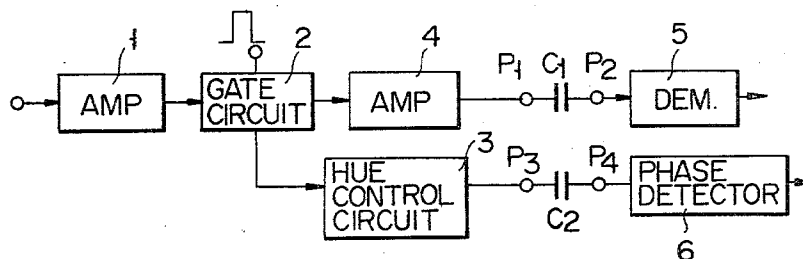 1
2
4
5
P1
C1
P2
AMP
GATE
CIRCUIT
AMP
DEM.
3
P3
P4
HUE
CONTROL
CIRCUIT
C2
PHASE
DETECTOR
6